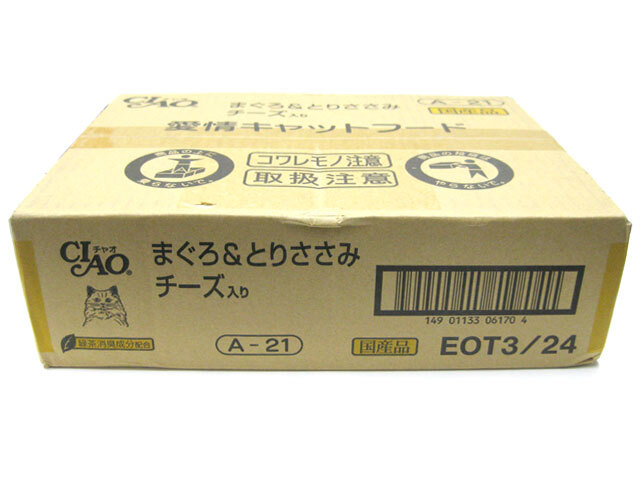 CIAO
まぐろ&とりささみ
チーズ入り
A-21
国産品
愛情キャットフード
コワレモノ注意
取扱注意
CIAO
チャオ
まぐろ&とりささみ
チーズ入り
149 01133 06170 4
緑茶消臭成分配合
A-21
国産品
EOT3/24